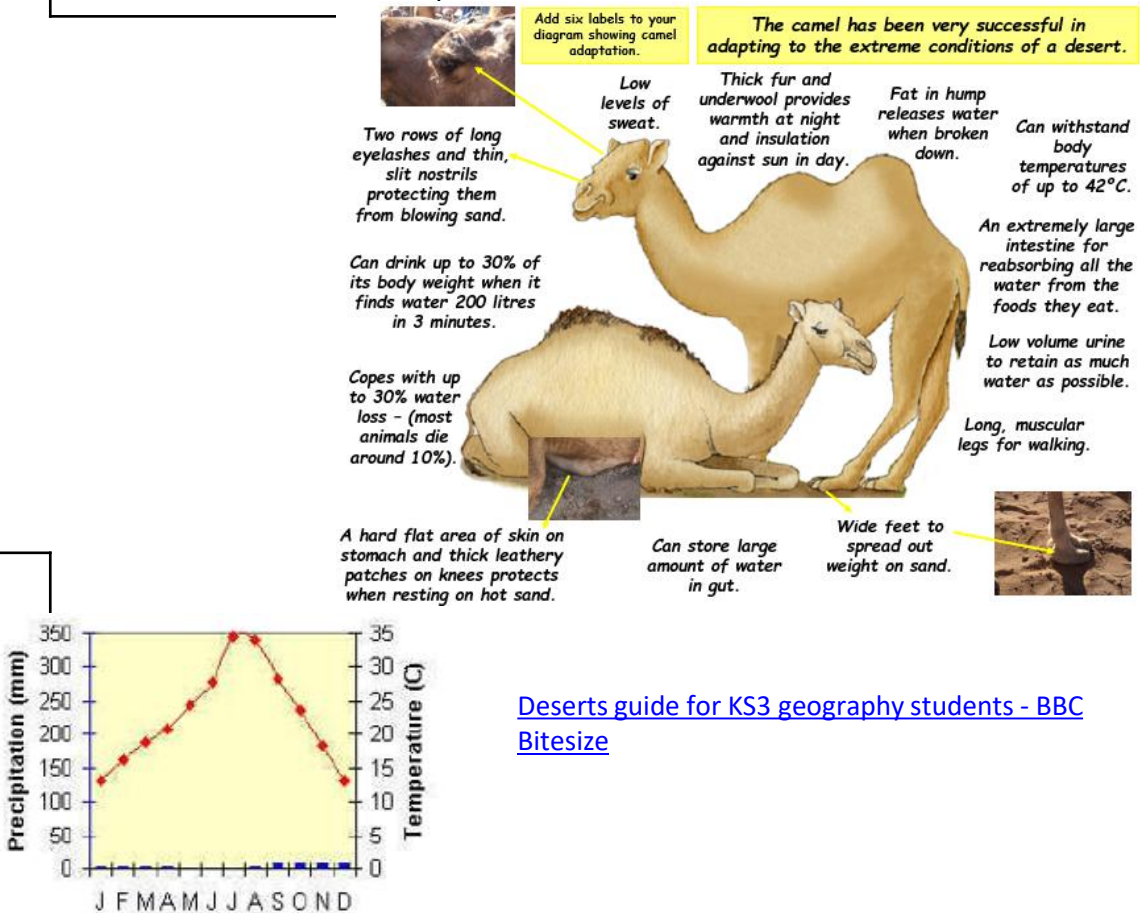 Add six labels to your
diagram showing camel
adaptation.
The camel has been very successful in
adapting to the extreme conditions of a desert.
Low
levels of
sweat.
Thick fur and
underwool provides
warmth at night
and insulation
against sun in day.
Fat in hump
releases water
when broken
down.
Can withstand
body
temperatures
of up to 42°C.
Two rows of long
eyelashes and thin,
slit nostrils
protecting them
from blowing sand.
An extremely large
intestine for
reabsorbing all the
water from the
foods they eat.
Can drink up to 30% of
its body weight when it
finds water 200 litres
in 3 minutes.
Low volume urine
to retain as much
water as possible.
Copes with up
to 30% water
loss – (most
animals die
around 10%).
Long, muscular
legs for walking.
A hard flat area of skin on
stomach and thick leathery
patches on knees protects
when resting on hot sand.
Can store large
amount of water
in gut.
Wide feet to
spread out
weight on sand.
Precipitation (mm)
350
300
250
200
150
100
50
0
35
30
25
20
15
10
5
0
Temperature (C)
J F M A M J J A S O N D
Deserts guide for KS3 geography students - BBC
Bitesize